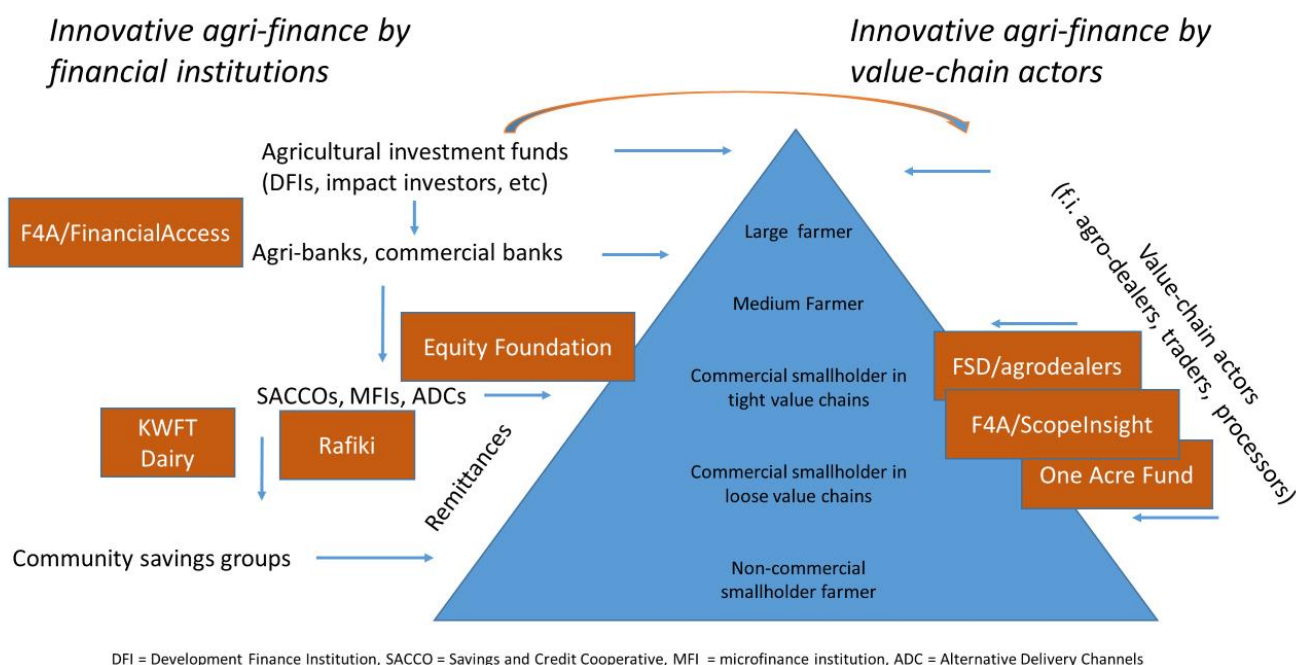 Innovative agri-finance by
financial institutions
Innovative agri-finance by
value-chain actors
Agricultural investment funds
(DFIs, impact investors, etc)
F4A/FinancialAccess
Agri-banks, commercial banks
Equity Foundation
SACCOs, MFIs, ADCs
KWFT
Dairy
Rafiki
Remittances
Community savings groups
Large farmer
Medium Farmer
Commercial smallholder in
tight value chains
Commercial smallholder in
loose value chains
Non-commercial
smallholder farmer
Value-chain actors
(f.i. agro-dealers, traders, processors)
FSD/agrodealers
F4A/ScopeInsight
One Acre Fund
DFI = Development Finance Institution, SACCO = Savings and Credit Cooperative, MFI = microfinance institution, ADC = Alternative Delivery Channels